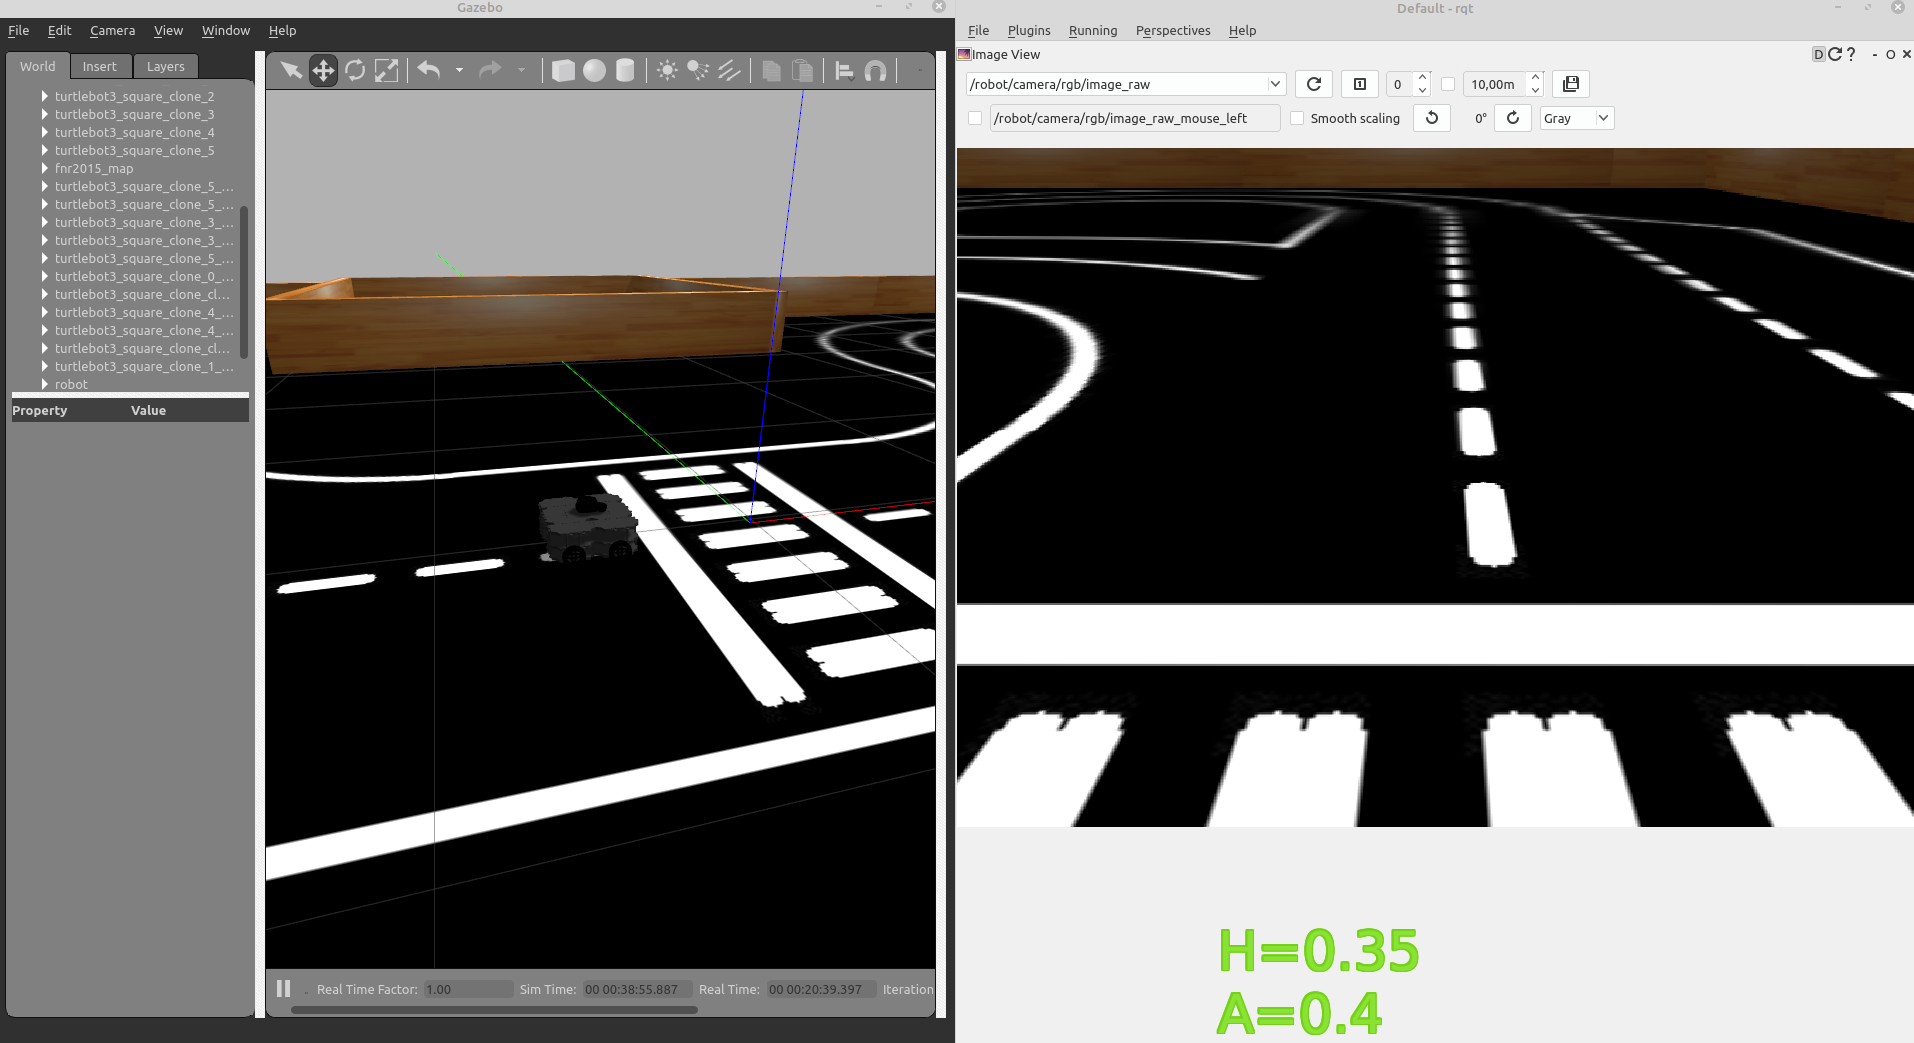 Gazebo
File Edit Camera View Window Help
World Insert Layers
turtlebot3_square_clone_2
turtlebot3_square_clone_3
turtlebot3_square_clone_4
turtlebot3_square_clone_5
fnr2015_map
turtlebot3_square_clone_5_...
turtlebot3_square_clone_5_...
turtlebot3_square_clone_3_...
turtlebot3_square_clone_3_...
turtlebot3_square_clone_5_...
turtlebot3_square_clone_0_...
turtlebot3_square_clone_cl...
turtlebot3_square_clone_4_...
turtlebot3_square_clone_4_...
turtlebot3_square_clone_cl...
turtlebot3_square_clone_1_...
robot
Property Value
Real Time Factor: 1.00 Sim Time: 00 00:38:55.887 Real Time: 00 00:20:39.397 Iteration
Default - rqt
File Plugins Running Perspectives Help
Image View D ? - O
/robot/camera/rgb/image_raw 1 0 10,00m
/robot/camera/rgb/image_raw_mouse_left Smooth scaling 0° Gray
H=0.35
A=0.4